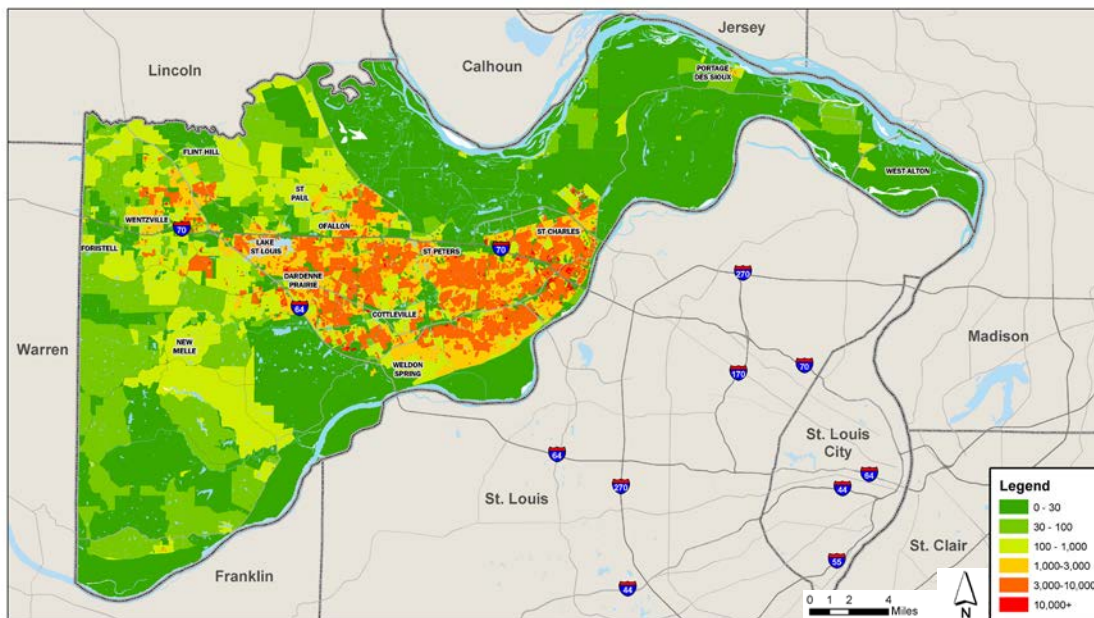 Jersey
Lincoln
Calhoun
PORTAGE
DES SIOUX
FLINT HILL
WEST ALTON
ST
PAUL
WENTZVILLE
70
OFALLON
ST CHARLES
FORISTELL
LAKE
ST LOUIS
ST PETERS
70
270
DARDENNE
PRAIRIE
64
COTTLEVILLE
Warren
NEW
MELLE
WELDON
SPRING
Madison
170
70
St. Louis
City
64
64
44
St. Louis
270
Legend
0 - 30
30 - 100
100 - 1,000
1,000-3,000
3,000-10,000
10,000+
St. Clair
55
Franklin
44
0 1 2 4
Miles
N